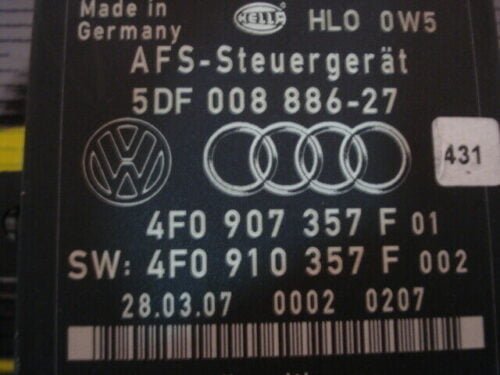 Made in HELLA HLO 0W5
Germany
AFS-Steuergerät
5DF 008 886-27
431
4F0 907 357 F 01
SW: 4F0 910 357 F 002
28.03.07 0002 0207